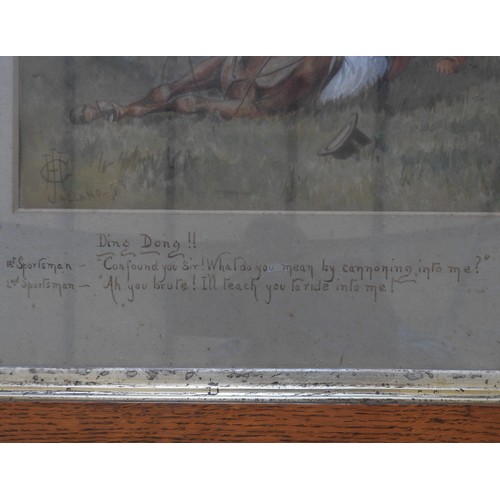 Ding Dong!!
1st Sportsman – "Confound you Sir! What do you mean by cannoning into me?"
2nd Sportsman – "Ah you brute! I'll teach you to ride into me!"